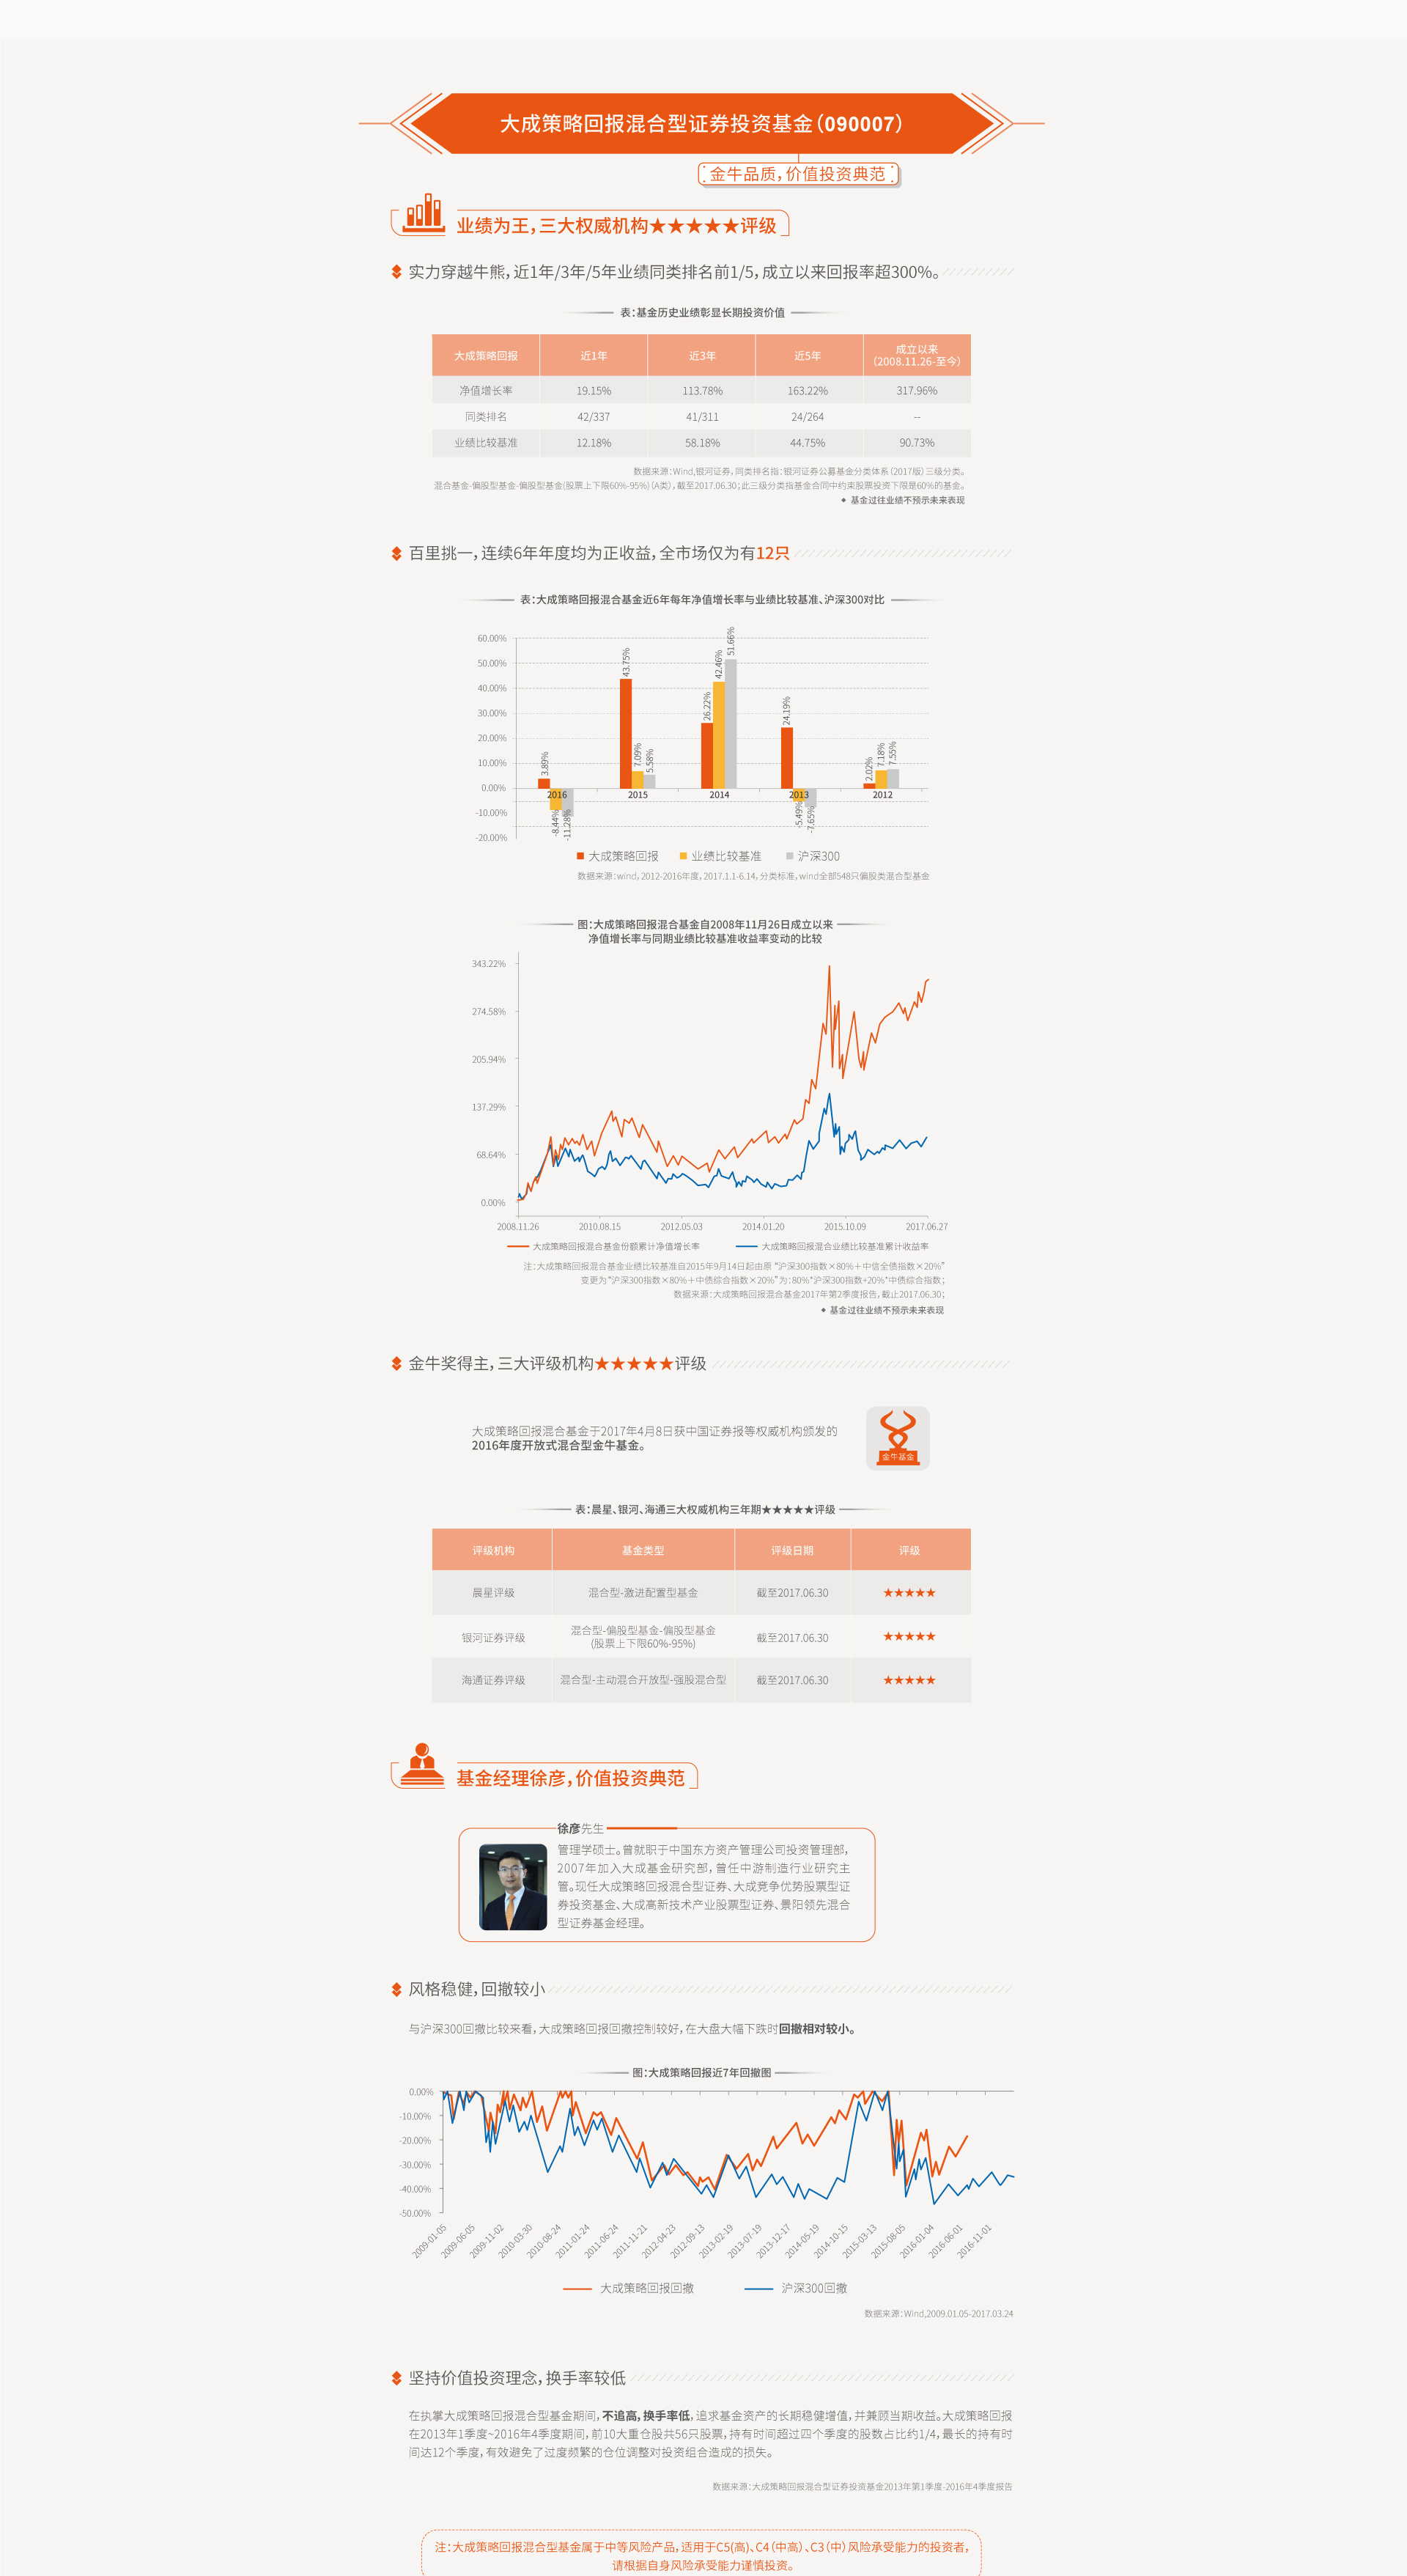 大成策略回报混合型证券投资基金（090007）
金牛品质，价值投资典范
业绩为王，三大权威机构★★★★★评级
实力穿越牛熊，近1年/3年/5年业绩同类排名前1/5，成立以来回报率超300%。
表：基金历史业绩彰显长期投资价值
大成策略回报 近1年 近3年 近5年 成立以来
（2008.11.26-至今）
净值增长率 19.15% 113.78% 163.22% 317.96%
同类排名 42/337 41/311 24/264 --
业绩比较基准 12.18% 58.18% 44.75% 90.73%
数据来源：Wind,银河证券，同类排名指：银河证券公募基金分类体系（2017版）三级分类。
混合基金-偏股型基金-偏股型基金(股票上下限60%-95%)（A类），截至2017.06.30；此三级分类指基金合同中约束股票投资下限是60%的基金。
◆ 基金过往业绩不预示未来表现
百里挑一，连续6年年度均为正收益，全市场仅为有12只
表：大成策略回报混合基金近6年每年净值增长率与业绩比较基准、沪深300对比
60.00%
50.00%
40.00%
30.00%
20.00%
10.00%
0.00%
-10.00%
-20.00%
3.89% -8.44% -11.28%
43.75% 7.09% 5.58%
26.22% 42.46% 51.66%
24.19% -5.49% -7.65%
2.02% 7.18% 7.55%
2016 2015 2014 2013 2012
大成策略回报 业绩比较基准 沪深300
数据来源：wind，2012-2016年度，2017.1.1-6.14，分类标准，wind全部548只偏股类混合型基金
图：大成策略回报混合基金自2008年11月26日成立以来
净值增长率与同期业绩比较基准收益率变动的比较
343.22%
274.58%
205.94%
137.29%
68.64%
0.00%
2008.11.26 2010.08.15 2012.05.03 2014.01.20 2015.10.09 2017.06.27
大成策略回报混合基金份额累计净值增长率 大成策略回报混合业绩比较基准累计收益率
注：大成策略回报混合基金业绩比较基准自2015年9月14日起由原 “沪深300指数×80%＋中信全债指数×20%”
变更为“沪深300指数×80%＋中债综合指数×20%”为：80%*沪深300指数+20%*中债综合指数；
数据来源：大成策略回报混合基金2017年第2季度报告，截止2017.06.30；
◆ 基金过往业绩不预示未来表现
金牛奖得主，三大评级机构★★★★★评级
大成策略回报混合基金于2017年4月8日获中国证券报等权威机构颁发的
2016年度开放式混合型金牛基金。
金牛基金
表：晨星、银河、海通三大权威机构三年期★★★★★评级
评级机构 基金类型 评级日期 评级
晨星评级 混合型-激进配置型基金 截至2017.06.30 ★★★★★
银河证券评级 混合型-偏股型基金-偏股型基金
(股票上下限60%-95%) 截至2017.06.30 ★★★★★
海通证券评级 混合型-主动混合开放型-强股混合型 截至2017.06.30 ★★★★★
基金经理徐彦，价值投资典范
徐彦先生
管理学硕士。曾就职于中国东方资产管理公司投资管理部，
2007年加入大成基金研究部，曾任中游制造行业研究主
管。现任大成策略回报混合型证券、大成竞争优势股票型证
券投资基金、大成高新技术产业股票型证券、景阳领先混合
型证券基金经理。
风格稳健，回撤较小
与沪深300回撤比较来看，大成策略回报回撤控制较好，在大盘大幅下跌时回撤相对较小。
图：大成策略回报近7年回撤图
0.00%
-10.00%
-20.00%
-30.00%
-40.00%
-50.00%
2009-01-05 2009-06-05 2009-11-02 2010-03-30 2010-08-24 2011-01-24 2011-06-24 2011-11-21 2012-04-23 2012-09-13 2013-02-19 2013-07-19 2013-12-17 2014-05-19 2014-10-15 2015-03-13 2015-08-05 2016-01-04 2016-06-01 2016-11-01
大成策略回报回撤 沪深300回撤
数据来源：Wind,2009.01.05-2017.03.24
坚持价值投资理念，换手率较低
在执掌大成策略回报混合型基金期间，不追高，换手率低，追求基金资产的长期稳健增值，并兼顾当期收益。大成策略回报
在2013年1季度~2016年4季度期间，前10大重仓股共56只股票，持有时间超过四个季度的股数占比约1/4，最长的持有时
间达12个季度，有效避免了过度频繁的仓位调整对投资组合造成的损失。
数据来源：大成策略回报混合型证券投资基金2013年第1季度-2016年4季度报告
注：大成策略回报混合型基金属于中等风险产品，适用于C5(高)、C4（中高）、C3（中）风险承受能力的投资者，
请根据自身风险承受能力谨慎投资。